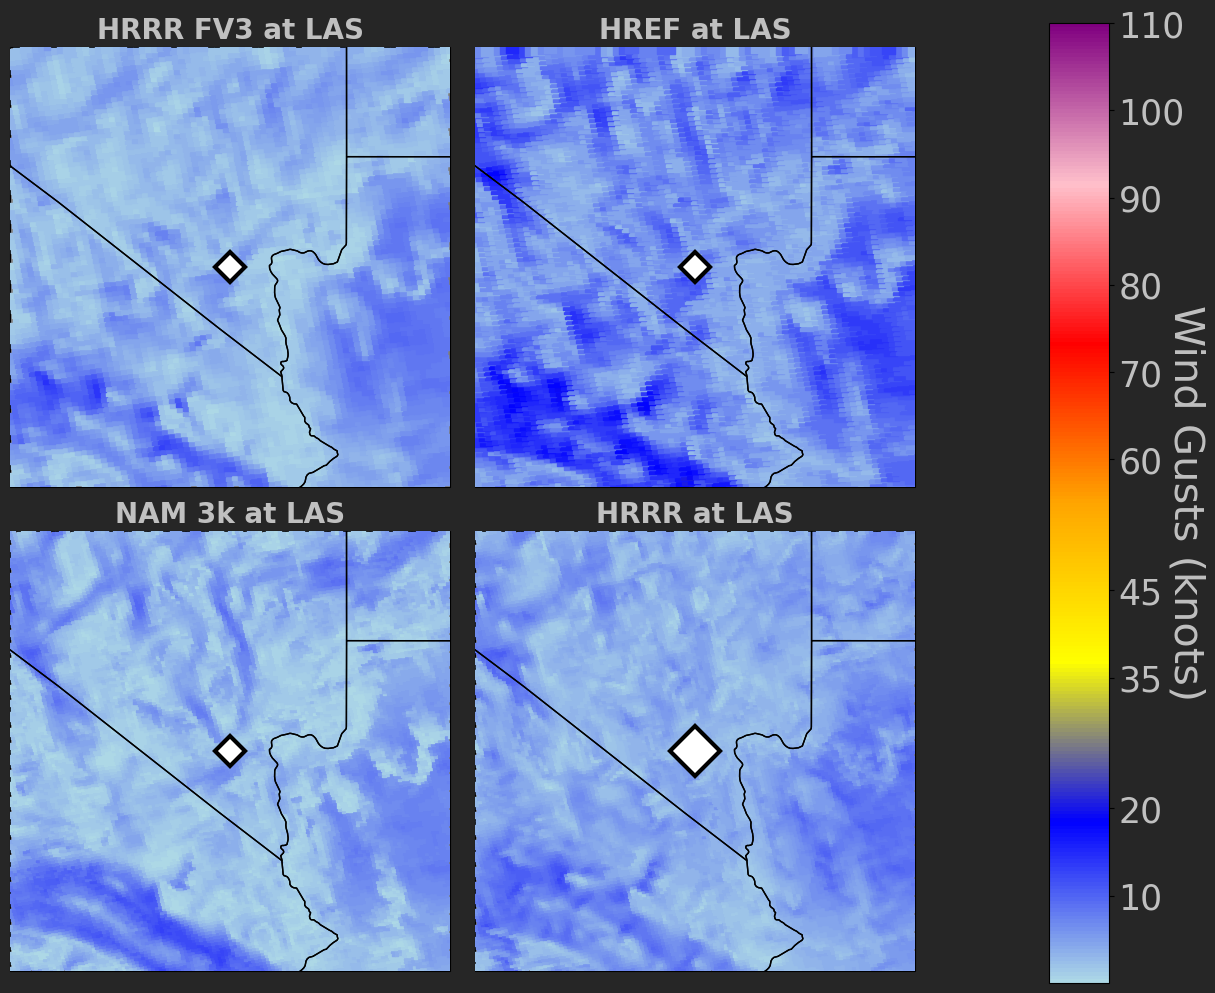 HRRR FV3 at LAS
HREF at LAS
NAM 3k at LAS
HRRR at LAS
110
100
90
80
70
60
45
35
20
10
Wind Gusts (knots)